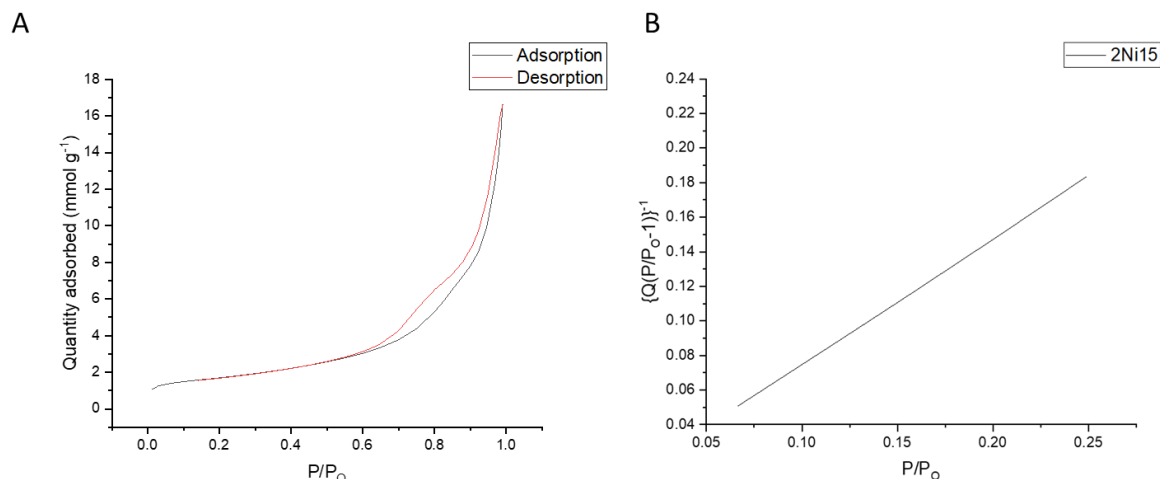 A
Adsorption
Desorption
Quantity adsorbed (mmol g⁻¹)
18
16
14
12
10
8
6
4
2
0
0.0 0.2 0.4 0.6 0.8 1.0
P/P₀
B
2Ni15
{Q(P/P₀-1)}⁻¹
0.24
0.22
0.20
0.18
0.16
0.14
0.12
0.10
0.08
0.06
0.04
0.05 0.10 0.15 0.20 0.25
P/P₀